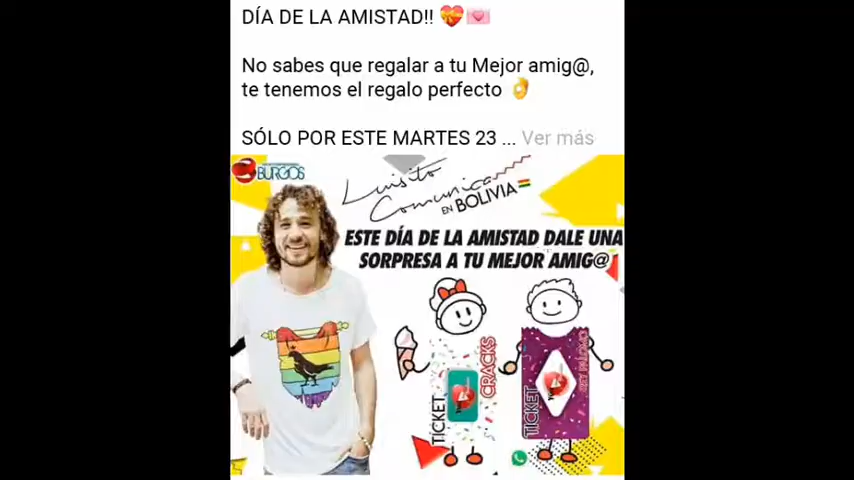 DÍA DE LA AMISTAD!! 💝💌
No sabes que regalar a tu Mejor amig@,
te tenemos el regalo perfecto 👌
SÓLO POR ESTE MARTES 23 ... Ver más
BURGOS
Luisito
Comunica
EN BOLIVIA
ESTE DÍA DE LA AMISTAD DALE UNA
SORPRESA A TU MEJOR AMIG@
TICKET
CRACKS
TICKET
REY PALOMO